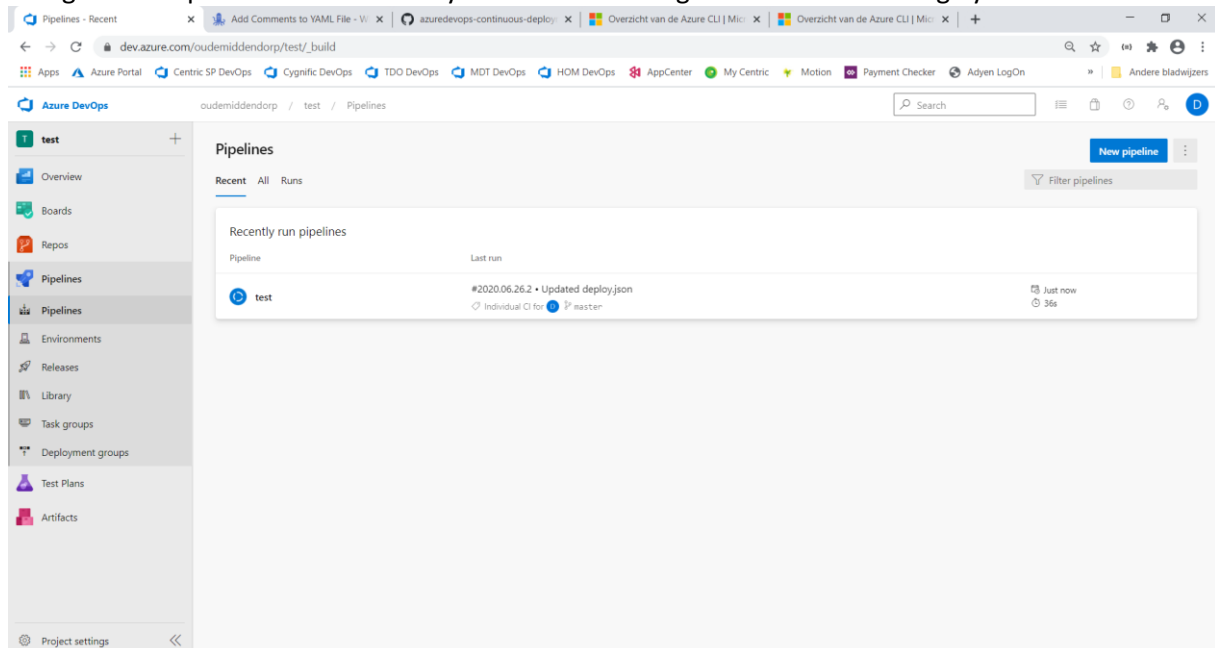 Pipelines - Recent
Add Comments to YAML File - W
azuredevops-continuous-deploy
Overzicht van de Azure CLI | Mic
Overzicht van de Azure CLI | Mic
dev.azure.com/oudemiddendorp/test/_build
Apps Azure Portal Centric SP DevOps Cygnific DevOps TDO DevOps MDT DevOps HOM DevOps AppCenter My Centric Motion Payment Checker Adyen LogOn » Andere bladwijzers
Azure DevOps
oudemiddendorp / test / Pipelines
Search
D
T test
Overview
Boards
Repos
Pipelines
Pipelines
Environments
Releases
Library
Task groups
Deployment groups
Test Plans
Artifacts
Project settings
Pipelines
New pipeline
Recent All Runs
Filter pipelines
Recently run pipelines
Pipeline Last run
test
#2020.06.26.2 • Updated deploy.json
Individual CI for D master
Just now
36s